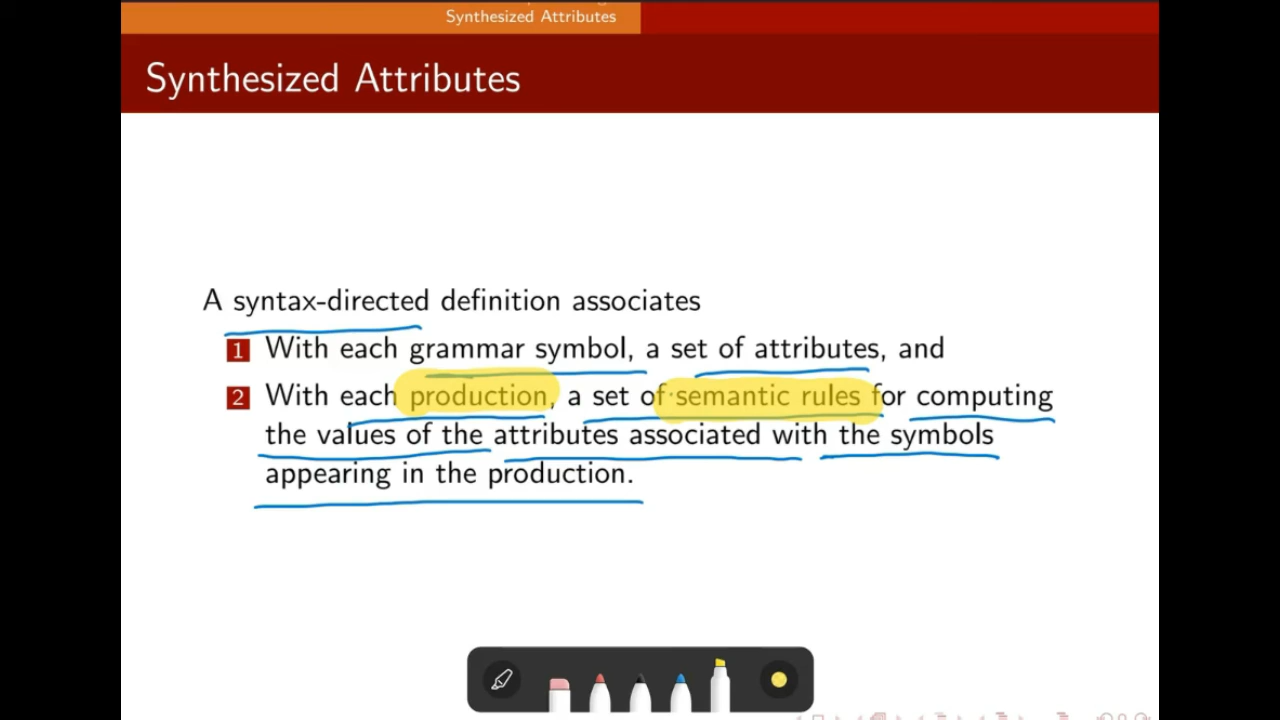 Synthesized Attributes
Synthesized Attributes
A syntax-directed definition associates
1 With each grammar symbol, a set of attributes, and
2 With each production, a set of semantic rules for computing
the values of the attributes associated with the symbols
appearing in the production.